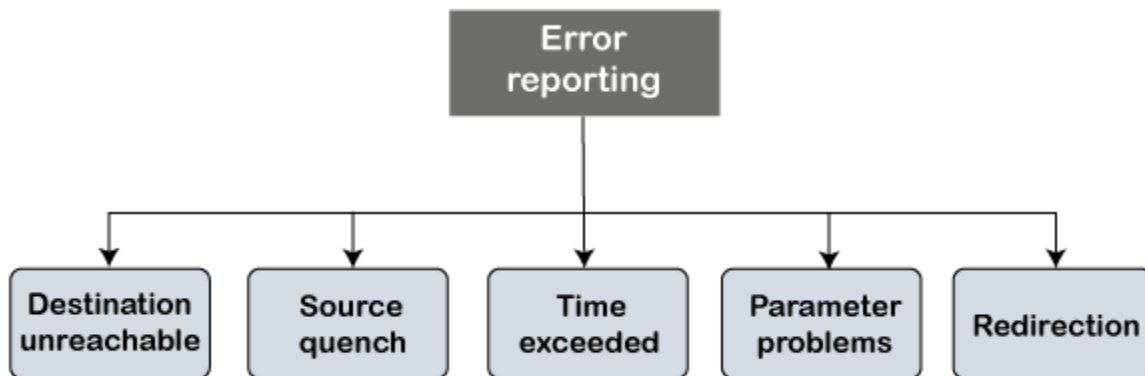 Error
reporting
Destination
unreachable
Source
quench
Time
exceeded
Parameter
problems
Redirection